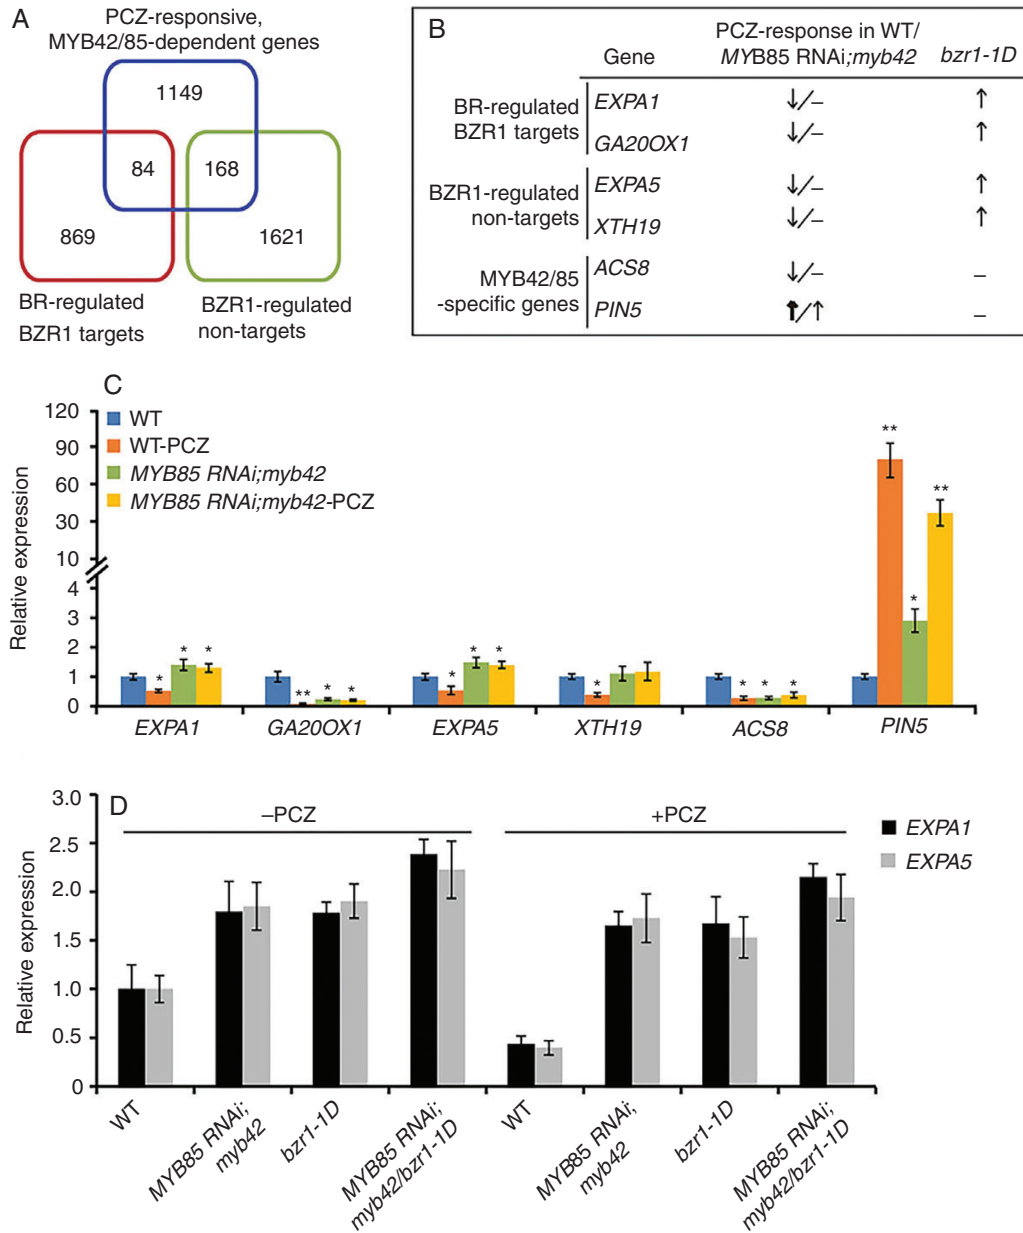 A
PCZ-responsive,
MYB42/85-dependent genes
1149
84
168
869
1621
BR-regulated
BZR1 targets
BZR1-regulated
non-targets
B
Gene
PCZ-response in WT/
MYB85 RNAi;myb42
bzr1-1D
BR-regulated
BZR1 targets
EXPA1 ↓/– ↑
GA20OX1 ↓/– ↑
BZR1-regulated
non-targets
EXPA5 ↓/– ↑
XTH19 ↓/– ↑
MYB42/85
-specific genes
ACS8 ↓/– –
PIN5 ↑/↑ –
C
Relative expression
120
90
60
30
10
4
3
2
1
0
WT
WT-PCZ
MYB85 RNAi;myb42
MYB85 RNAi;myb42-PCZ
* * *
** * *
* * *
*
* * *
** * **
EXPA1 GA20OX1 EXPA5 XTH19 ACS8 PIN5
D
Relative expression
3.0
2.5
2.0
1.5
1.0
0.5
0
–PCZ
+PCZ
EXPA1
EXPA5
WT
MYB85 RNAi;
myb42
bzr1-1D
MYB85 RNAi;
myb42/bzr1-1D
WT
MYB85 RNAi;
myb42
bzr1-1D
MYB85 RNAi;
myb42/bzr1-1D